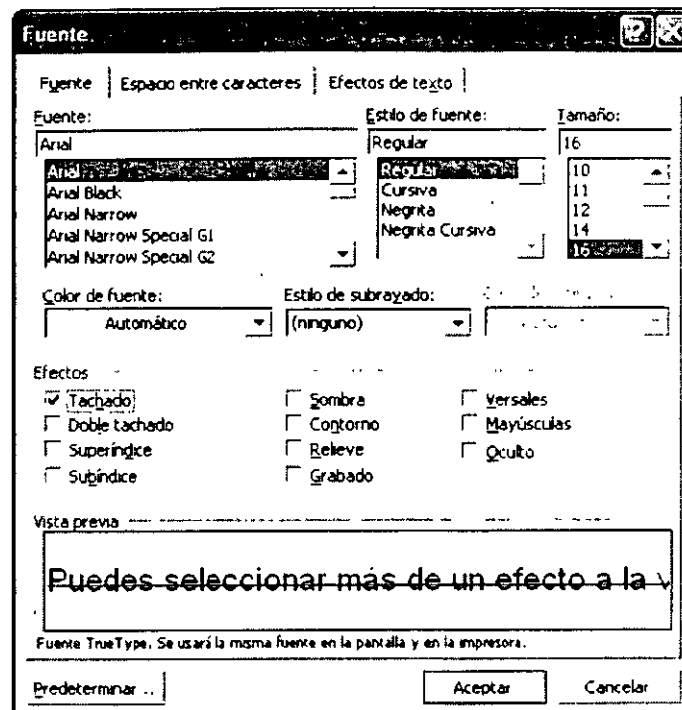 Fuente
Fuente Espacio entre caracteres Efectos de texto
Fuente: Estilo de fuente: Tamaño:
Arial Regular 16
Arial Regular 10
Arial Black Cursiva 11
Arial Narrow Negrita 12
Arial Narrow Special G1 Negrita Cursiva 14
Arial Narrow Special G2 16
Color de fuente: Estilo de subrayado:
Automático (ninguno)
Efectos
Tachado Sombra Versales
Doble tachado Contorno Mayúsculas
Superíndice Relieve Oculto
Subíndice Grabado
Vista previa
Puedes seleccionar más de un efecto a la v
Fuente TrueType. Se usará la misma fuente en la pantalla y en la impresora.
Predeterminar .. Aceptar Cancelar